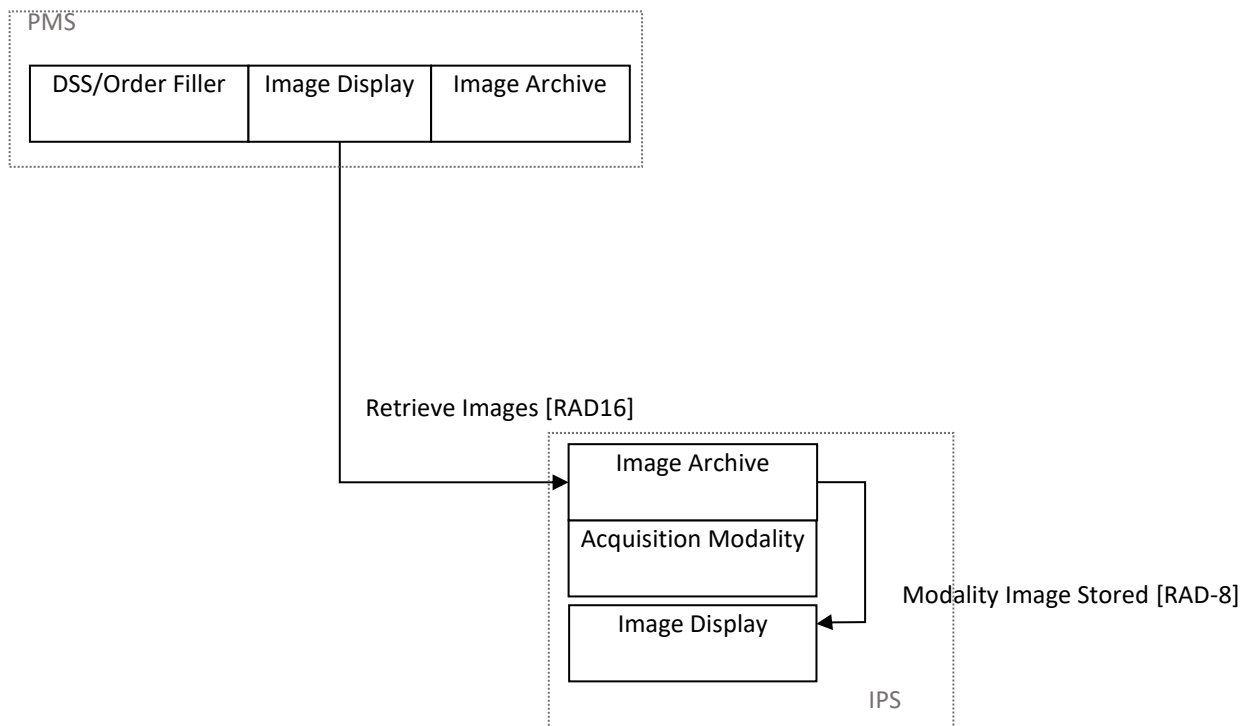 PMS
DSS/Order Filler
Image Display
Image Archive
Retrieve Images [RAD16]
Image Archive
Acquisition Modality
Modality Image Stored [RAD-8]
Image Display
IPS